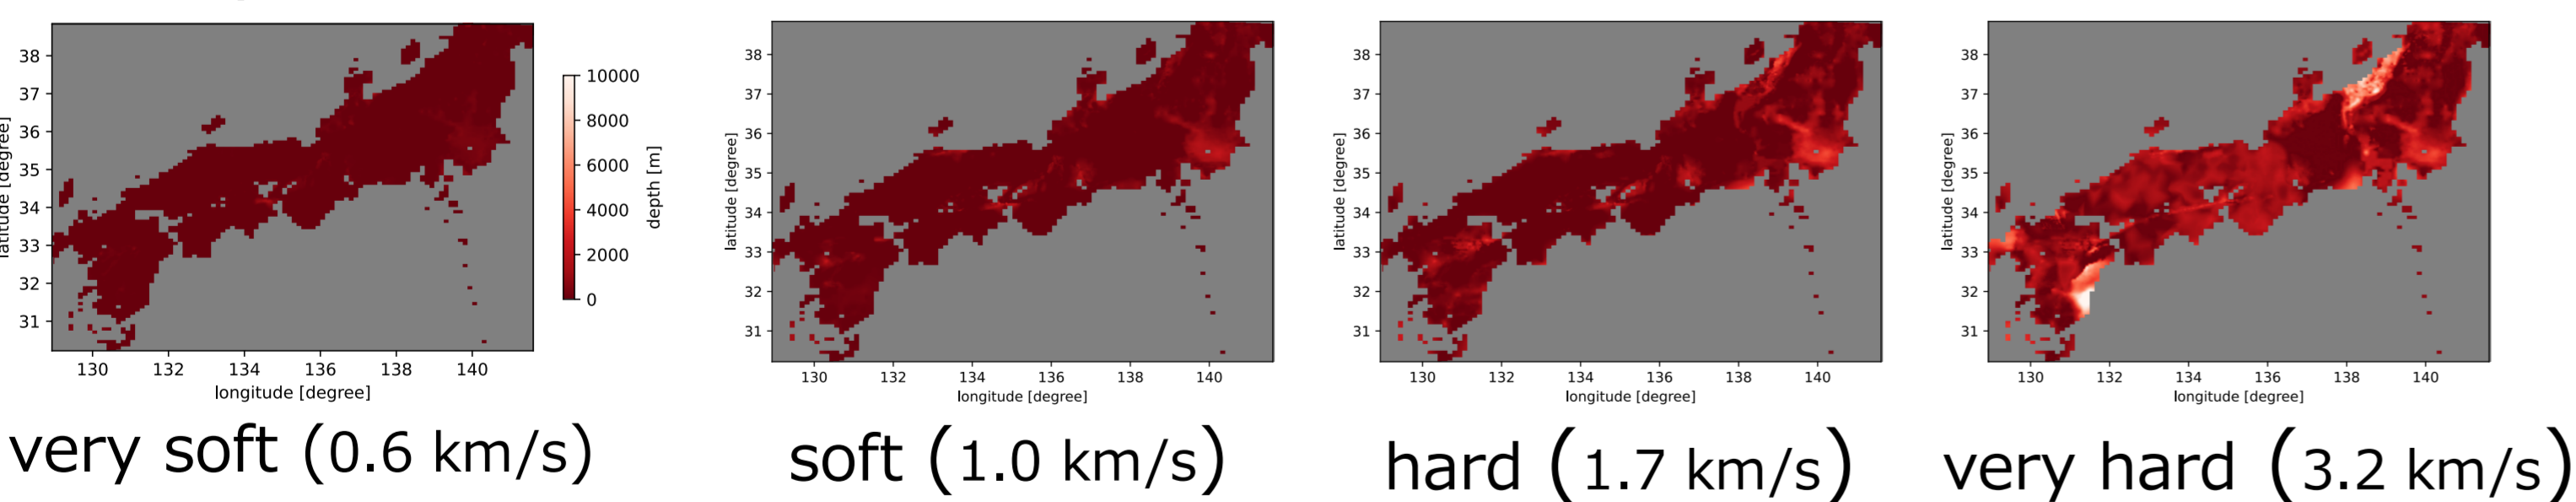 38
37
36
35
34
33
32
31
130 132 134 136 138 140
longitude [degree]
latitude [degree]
10000
8000
6000
4000
2000
0
depth [m]
very soft (0.6 km/s)
38
37
36
35
34
33
32
31
130 132 134 136 138 140
longitude [degree]
latitude [degree]
soft (1.0 km/s)
38
37
36
35
34
33
32
31
130 132 134 136 138 140
longitude [degree]
latitude [degree]
hard (1.7 km/s)
38
37
36
35
34
33
32
31
130 132 134 136 138 140
longitude [degree]
latitude [degree]
very hard (3.2 km/s)